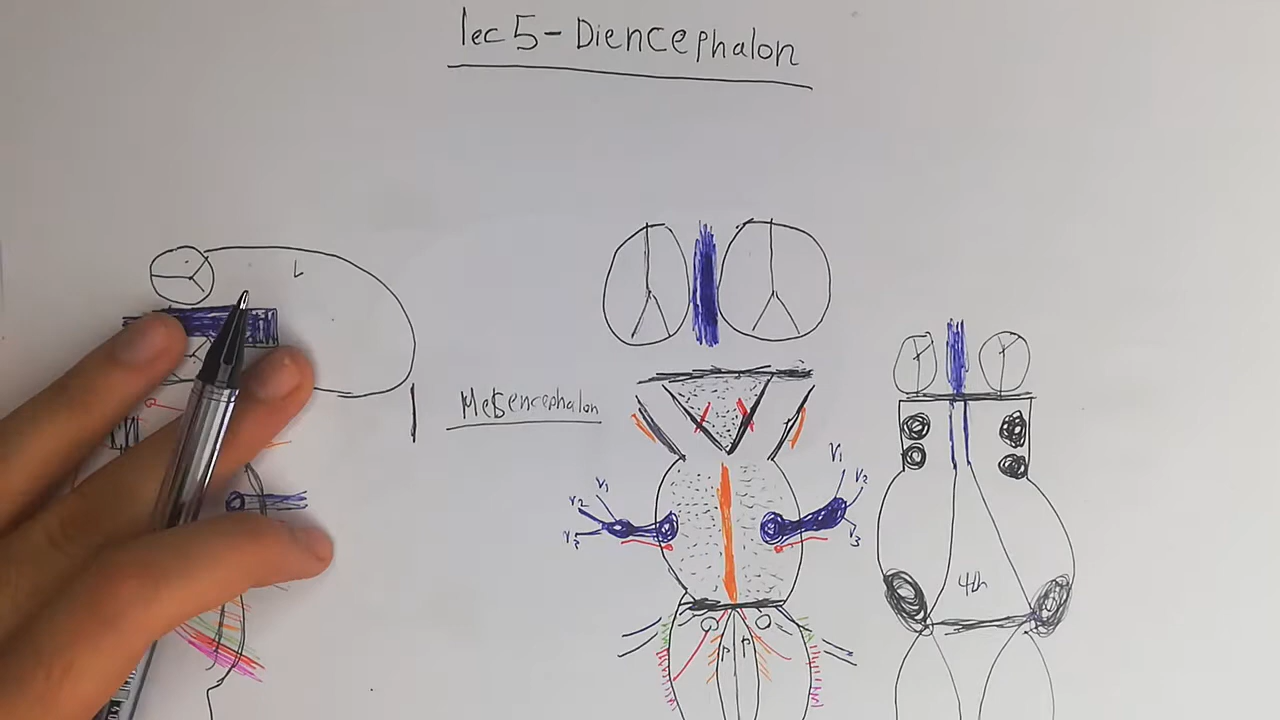 lec 5 - Diencephalon
L
Mesencephalon
V1
V2
V3
V1
V2
V3
4th
P P